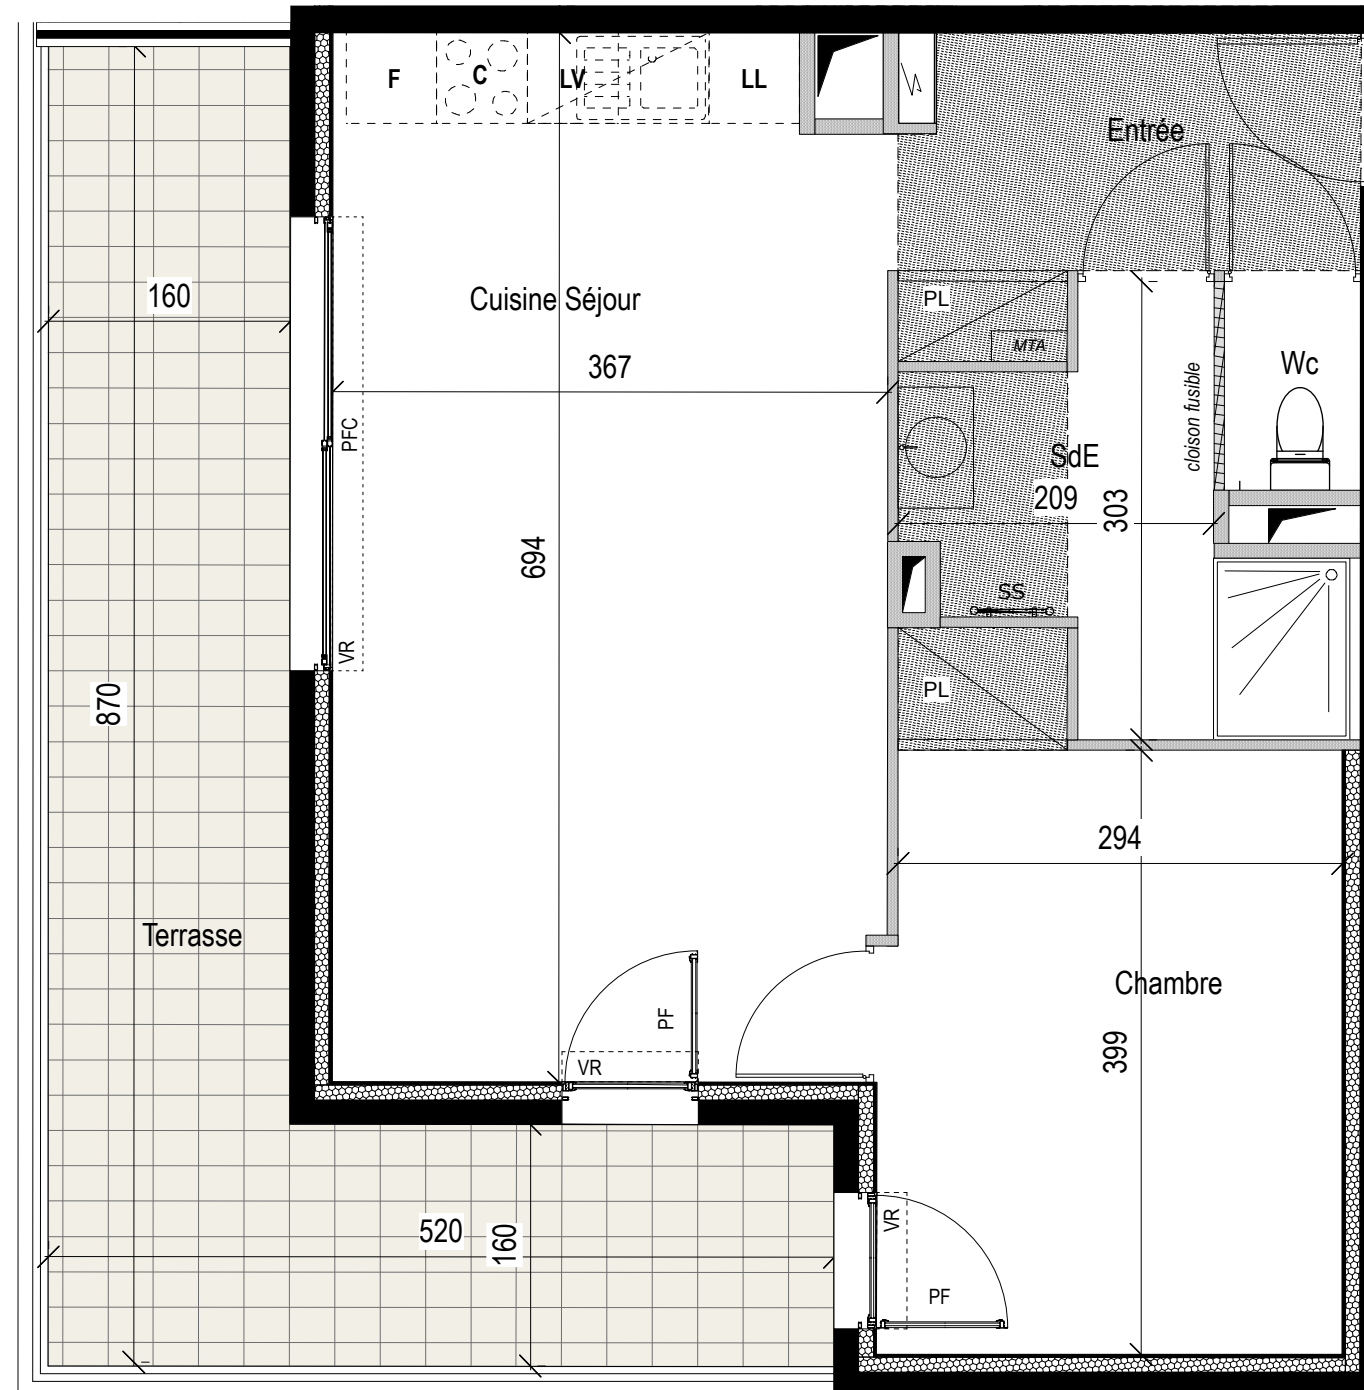 F
C
LV
LL
Entrée
160
Cuisine Séjour
PL
MTA
367
cloison fusible
Wc
PFC
SdE
209
303
694
SS
VR
PL
870
294
Terrasse
Chambre
PF
399
VR
VR
520
160
PF